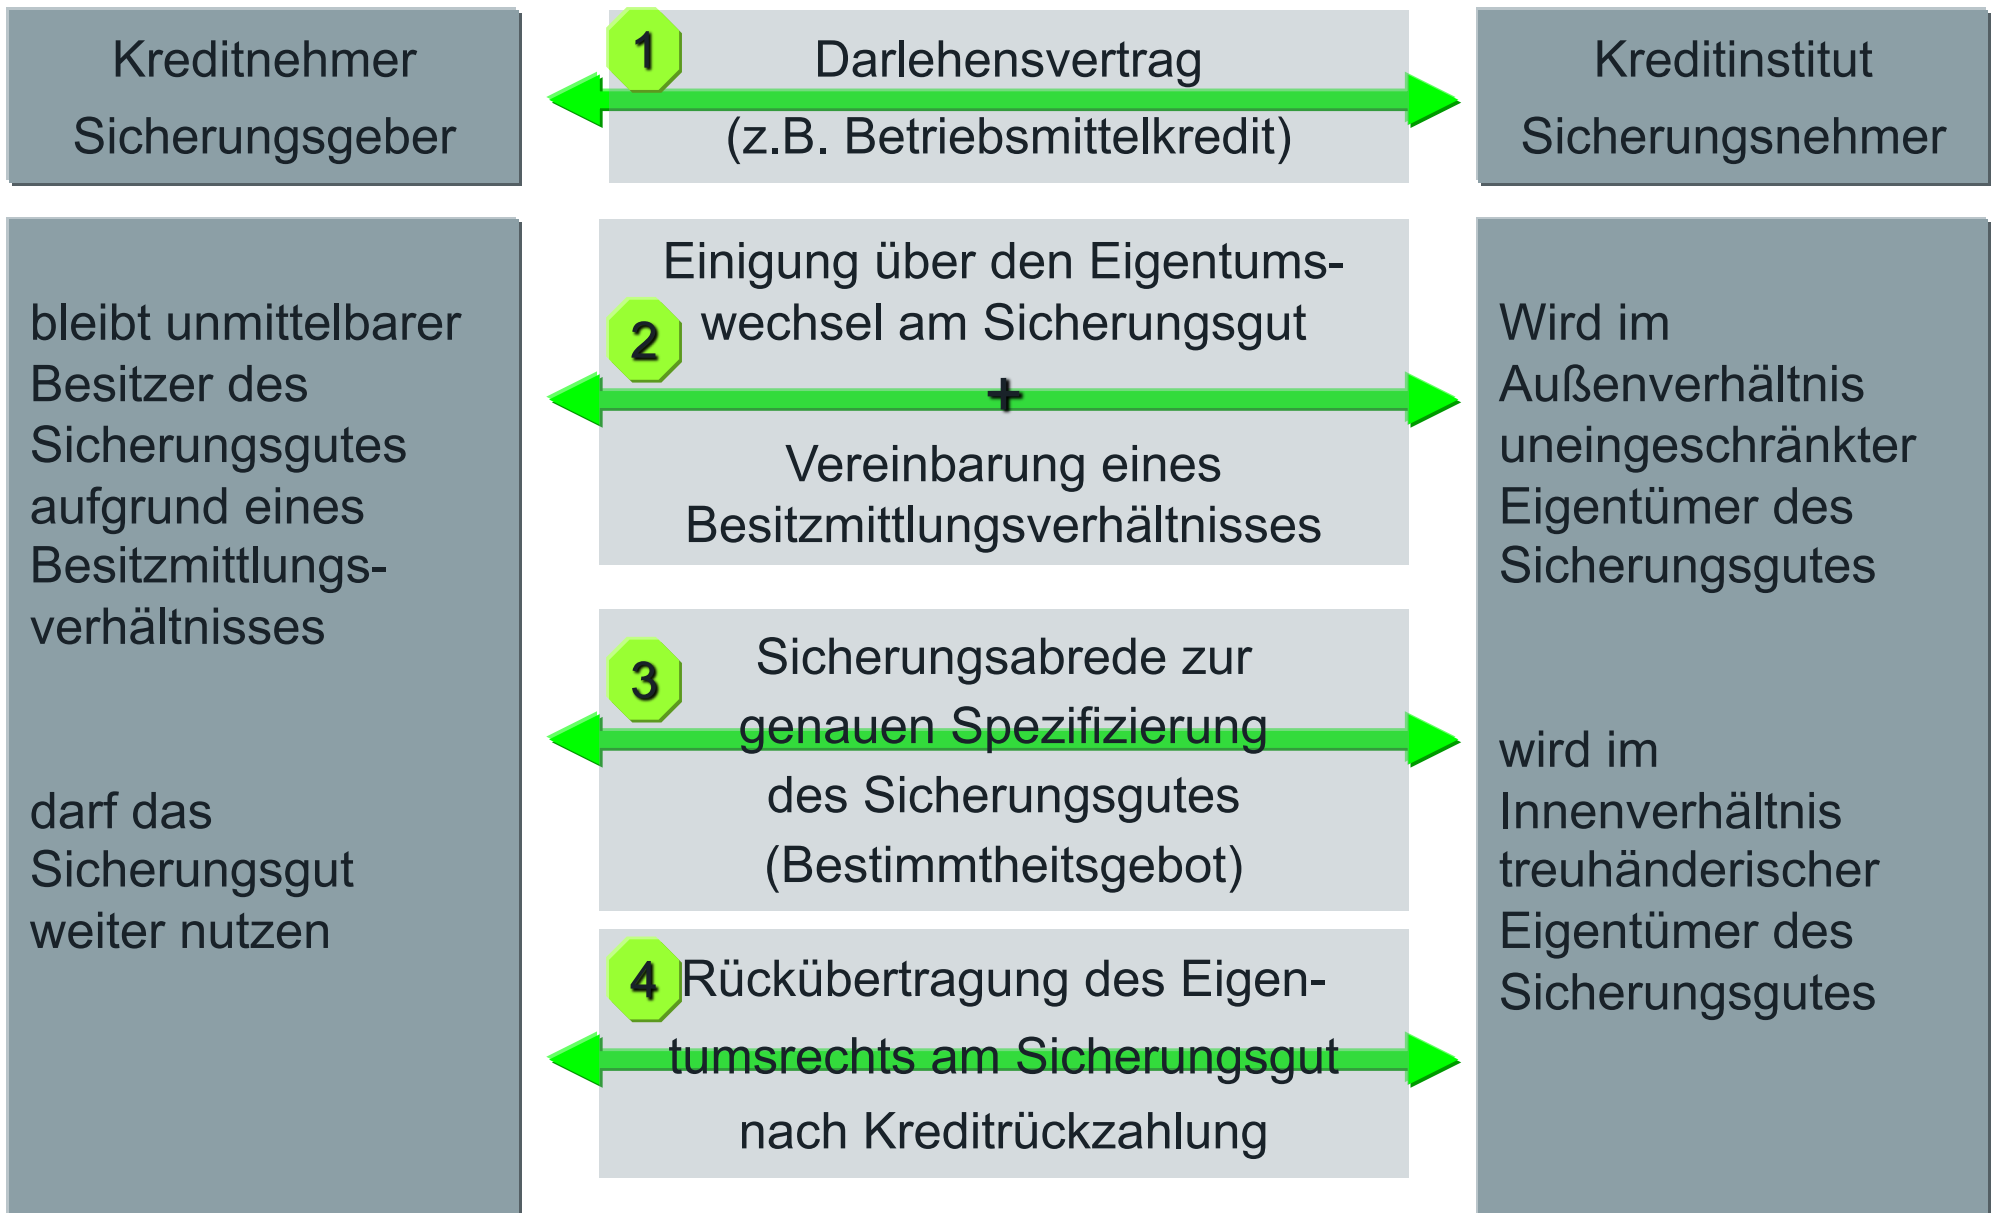 Kreditnehmer
Sicherungsgeber
1
Darlehensvertrag
(z.B. Betriebsmittelkredit)
Kreditinstitut
Sicherungsnehmer
bleibt unmittelbarer
Besitzer des
Sicherungsgutes
aufgrund eines
Besitzmittlungs-
verhältnisses
darf das
Sicherungsgut
weiter nutzen
2
Einigung über den Eigentums-
wechsel am Sicherungsgut
+
Vereinbarung eines
Besitzmittlungsverhältnisses
3
Sicherungsabrede zur
genauen Spezifizierung
des Sicherungsgutes
(Bestimmtheitsgebot)
4
Rückübertragung des Eigen-
tumsrechts am Sicherungsgut
nach Kreditrückzahlung
Wird im
Außenverhältnis
uneingeschränkter
Eigentümer des
Sicherungsgutes
wird im
Innenverhältnis
treuhänderischer
Eigentümer des
Sicherungsgutes